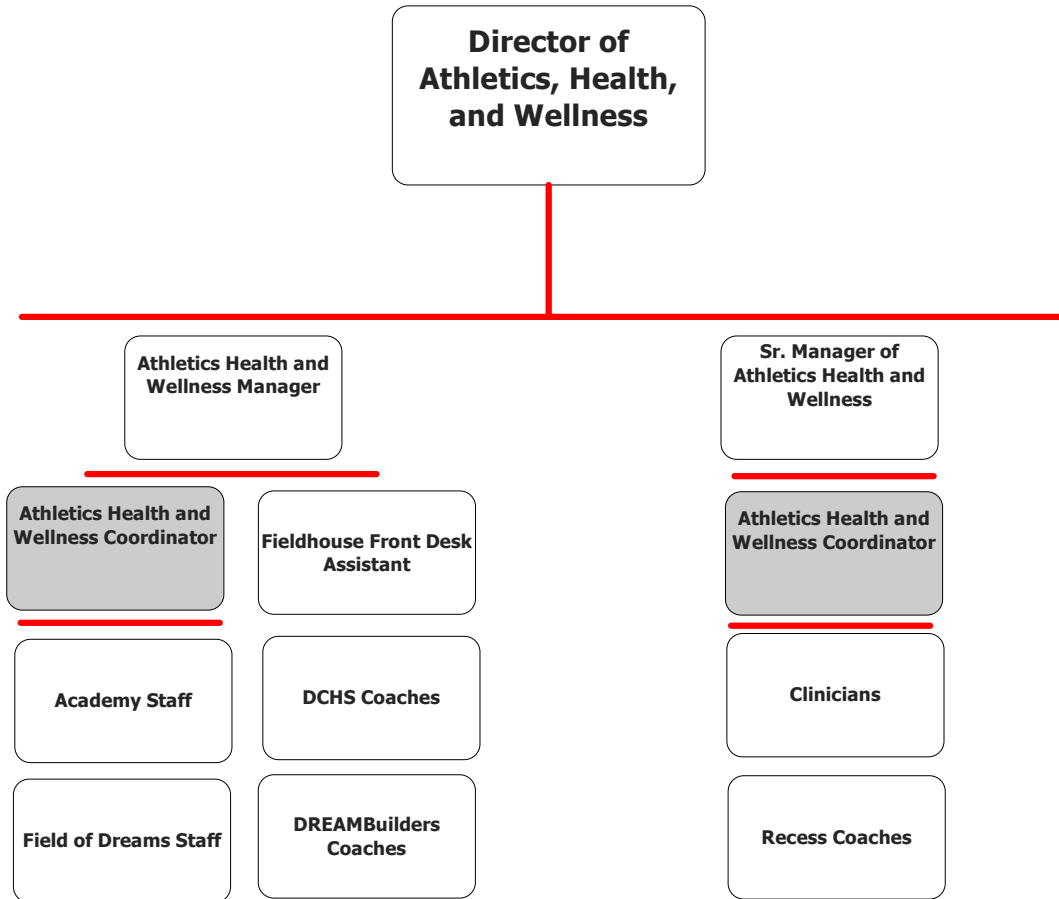 Director of
Athletics, Health,
and Wellness
Athletics Health and
Wellness Manager
Sr. Manager of
Athletics Health and
Wellness
Athletics Health and
Wellness Coordinator
Fieldhouse Front Desk
Assistant
Athletics Health and
Wellness Coordinator
Academy Staff
DCHS Coaches
Clinicians
Field of Dreams Staff
DREAMBuilders
Coaches
Recess Coaches